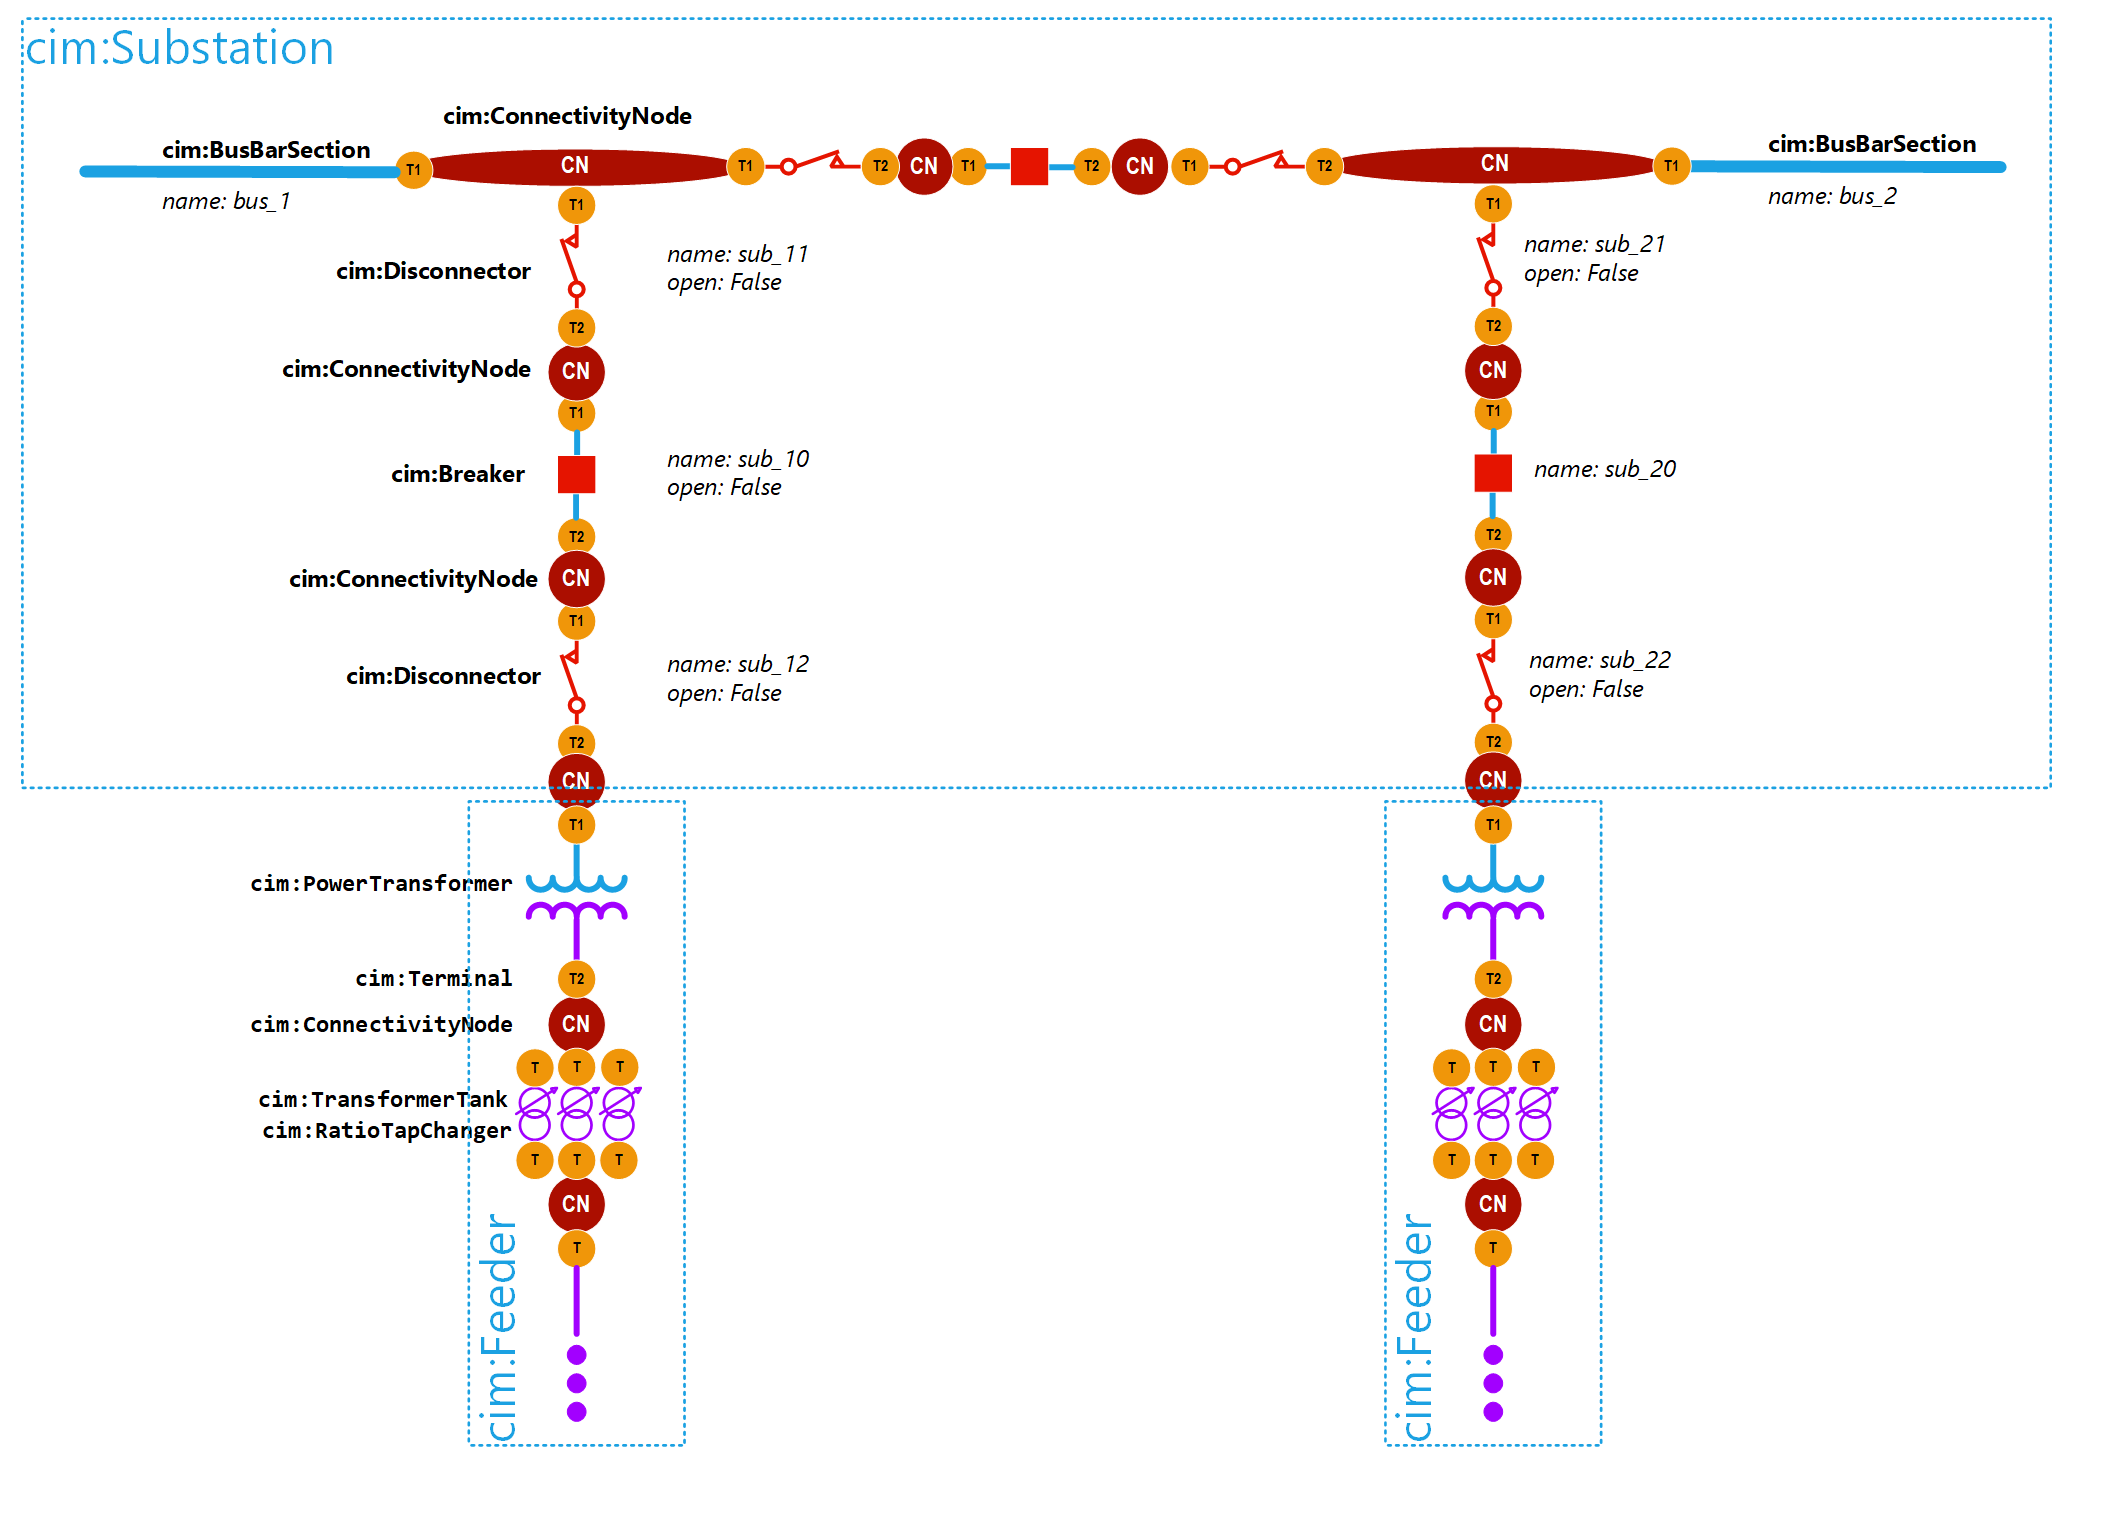 cim:Substation
cim:ConnectivityNode
cim:BusBarSection
name: bus_1
T1 CN T1 T2 CN T1 T2 CN T1 T2 CN T1
cim:BusBarSection
name: bus_2
T1
cim:Disconnector
name: sub_11
open: False
T2
cim:ConnectivityNode
CN
T1
cim:Breaker
name: sub_10
open: False
T2
cim:ConnectivityNode
CN
T1
cim:Disconnector
name: sub_12
open: False
T2
CN
T1
name: sub_21
open: False
T2
CN
T1
name: sub_20
T2
CN
T1
name: sub_22
open: False
T2
CN
T1
cim:PowerTransformer
cim:Terminal
T2
cim:ConnectivityNode
CN
T T T
cim:TransformerTank
cim:RatioTapChanger
T T T
CN
T
cim:Feeder
T1
T2
CN
T T T
T T T
CN
T
cim:Feeder